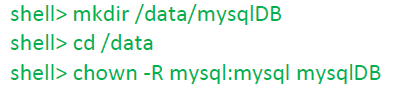 shell> mkdir /data/mysqlDB
shell> cd /data
shell> chown -R mysql:mysql mysqlDB